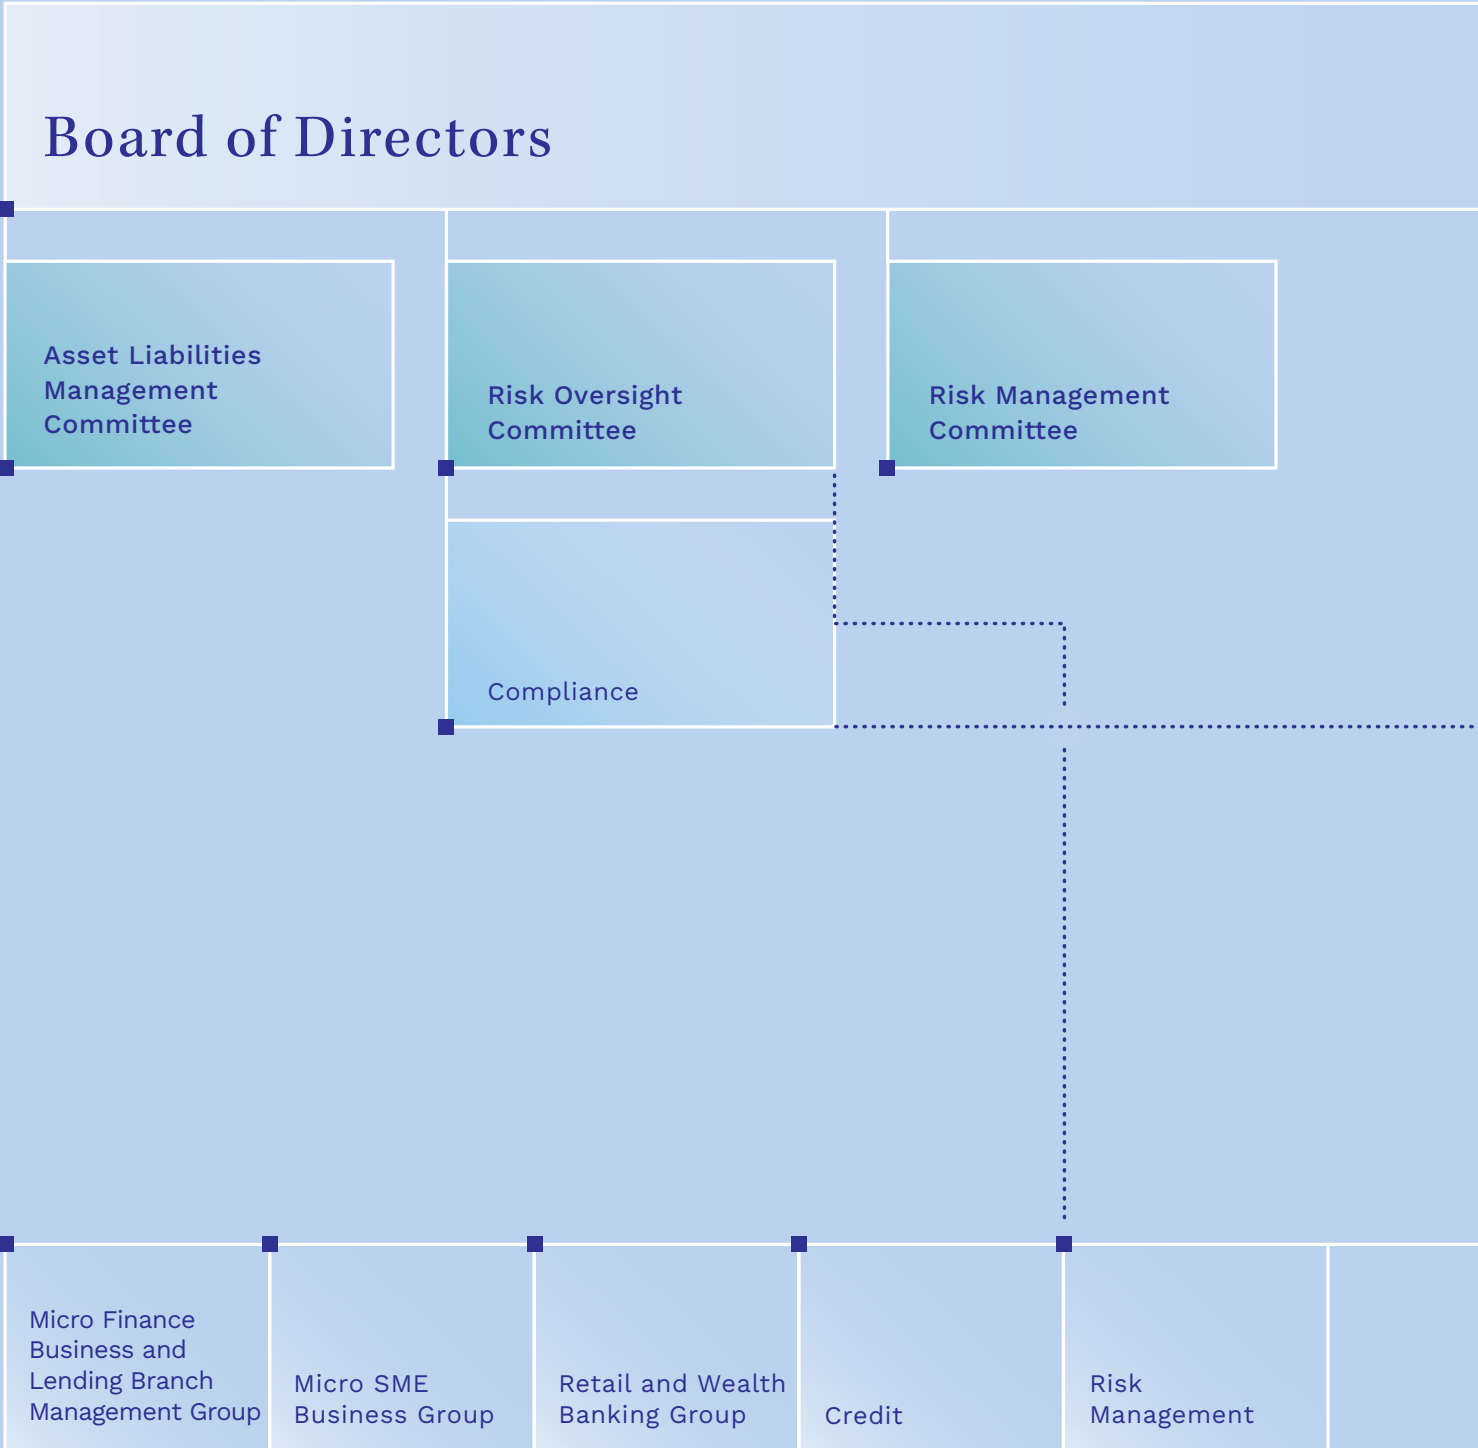 Board of Directors
Asset Liabilities
Management
Committee
Risk Oversight
Committee
Risk Management
Committee
Compliance
Micro Finance
Business and
Lending Branch
Management Group
Micro SME
Business Group
Retail and Wealth
Banking Group
Credit
Risk
Management